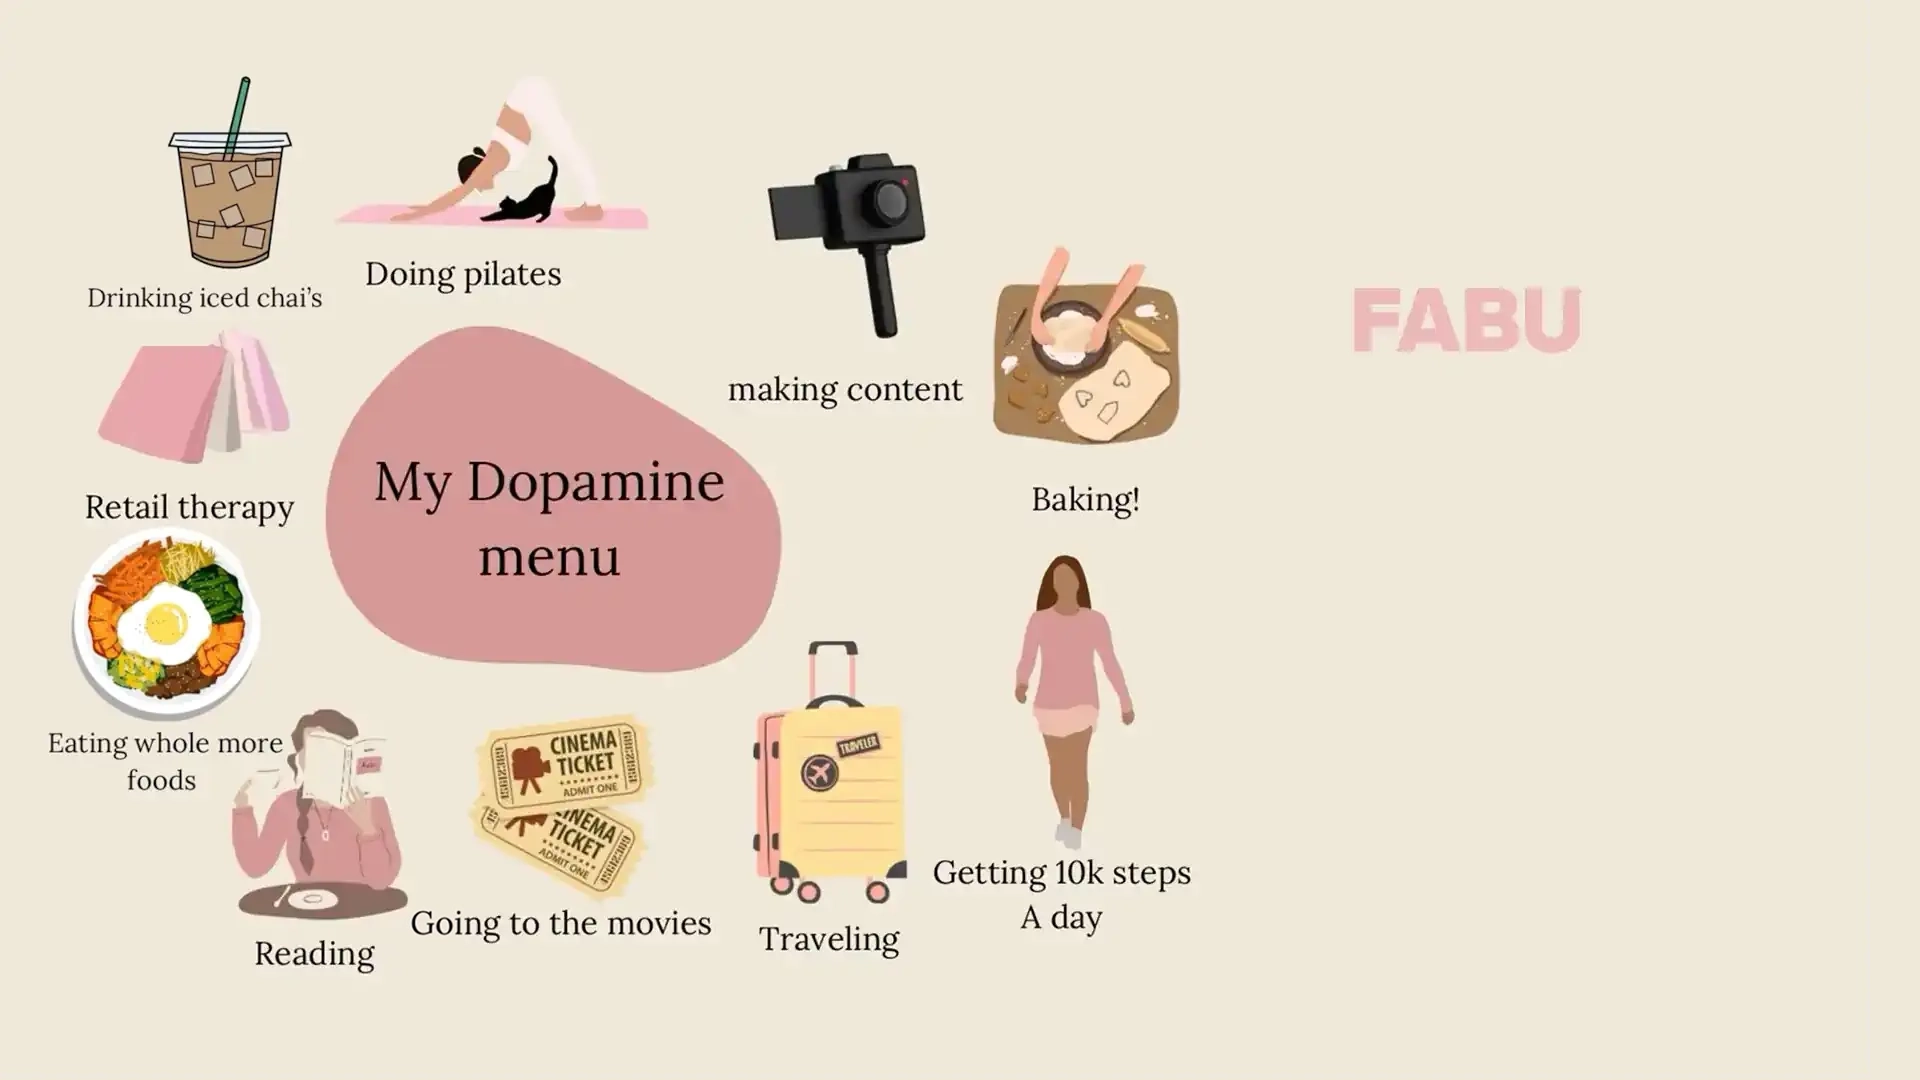 Drinking iced chai's
Doing pilates
making content
Baking!
FABU
Retail therapy
My Dopamine
menu
Eating whole more
foods
Reading
CINEMA
TICKET
ADMIT ONE
CINEMA
TICKET
ADMIT ONE
Going to the movies
TRAVELER
Traveling
Getting 10k steps
A day